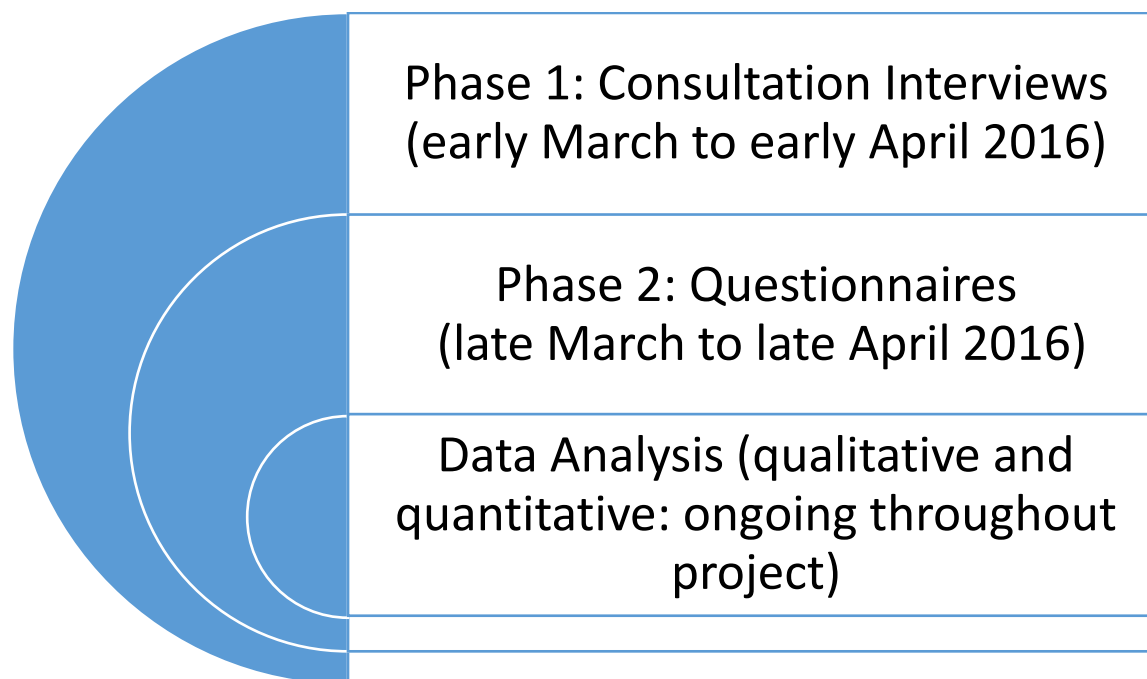 Phase 1: Consultation Interviews
(early March to early April 2016)
Phase 2: Questionnaires
(late March to late April 2016)
Data Analysis (qualitative and
quantitative: ongoing throughout
project)